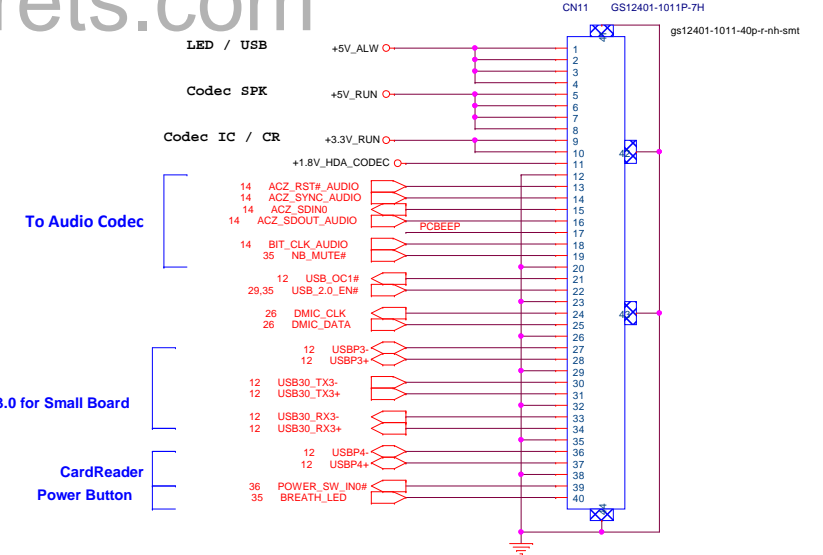 rets.com
CN11 GS12401-1011P-7H
gs12401-1011-40p-r-nh-smt
LED / USB +5V_ALW
Codec SPK +5V_RUN
Codec IC / CR +3.3V_RUN
+1.8V_HDA_CODEC
To Audio Codec
14 ACZ_RST#_AUDIO
14 ACZ_SYNC_AUDIO
14 ACZ_SDIN0
14 ACZ_SDOUT_AUDIO
PCBEEP
14 BIT_CLK_AUDIO
35 NB_MUTE#
12 USB_OC1#
29,35 USB_2.0_EN#
26 DMIC_CLK
26 DMIC_DATA
12 USBP3-
12 USBP3+
3.0 for Small Board
12 USB30_TX3-
12 USB30_TX3+
12 USB30_RX3-
12 USB30_RX3+
CardReader
12 USBP4-
12 USBP4+
Power Button
36 POWER_SW_IN0#
35 BREATH_LED
1
2
3
4
5
6
7
8
9
10
11
12
13
14
15
16
17
18
19
20
21
22
23
24
25
26
27
28
29
30
31
32
33
34
35
36
37
38
39
40
42
43